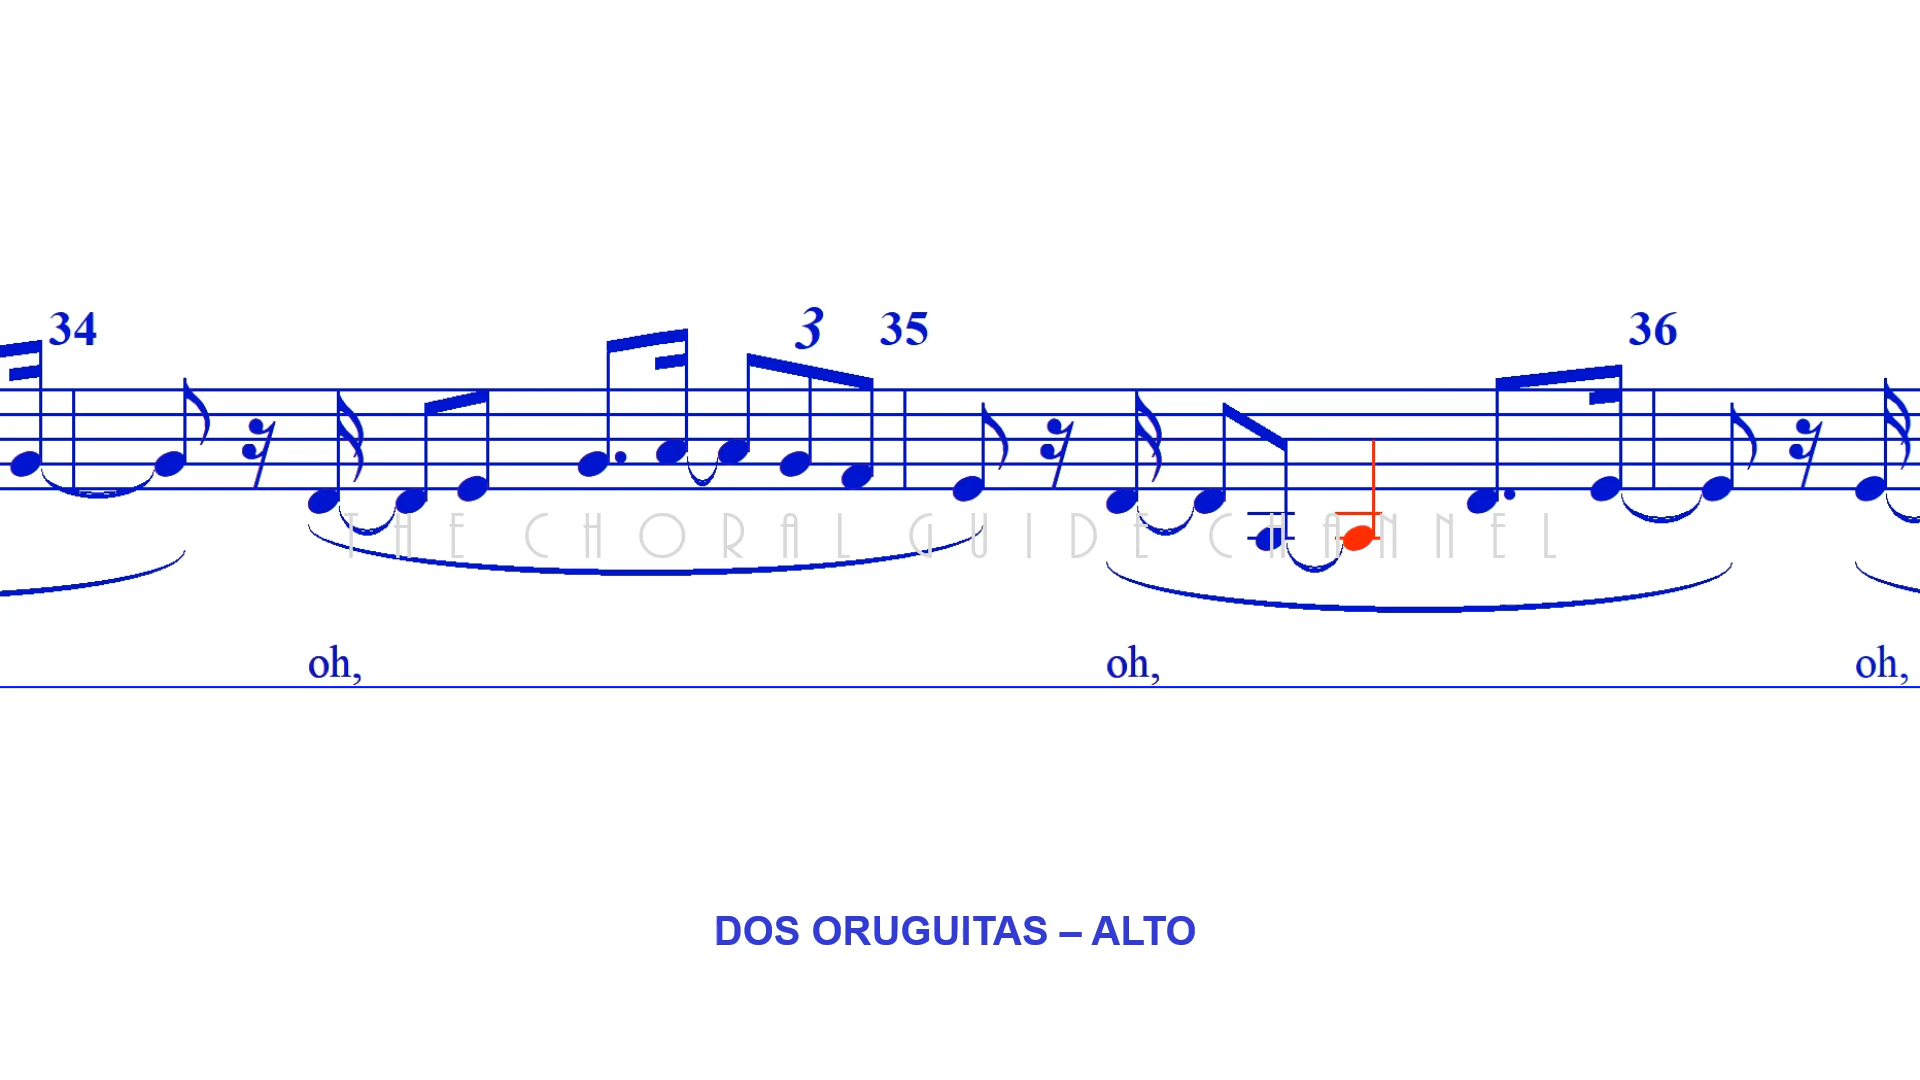 34 3 35 36
THE CHORAL GUIDE CHANNEL
oh, oh, oh,
DOS ORUGUITAS – ALTO